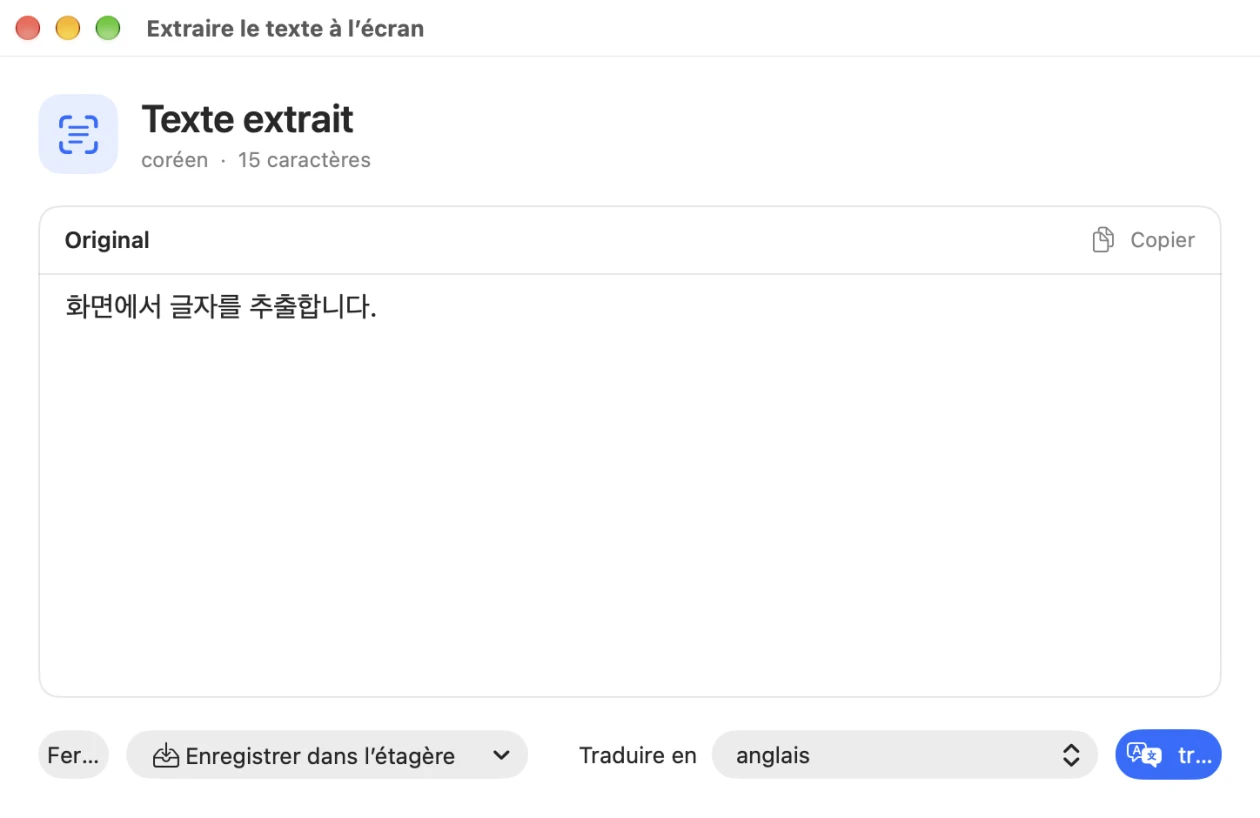 Extraire le texte à l’écran
Texte extrait
coréen · 15 caractères
Original
Copier
화면에서 글자를 추출합니다.
Fer...
Enregistrer dans l’étagère
Traduire en
anglais
tr...